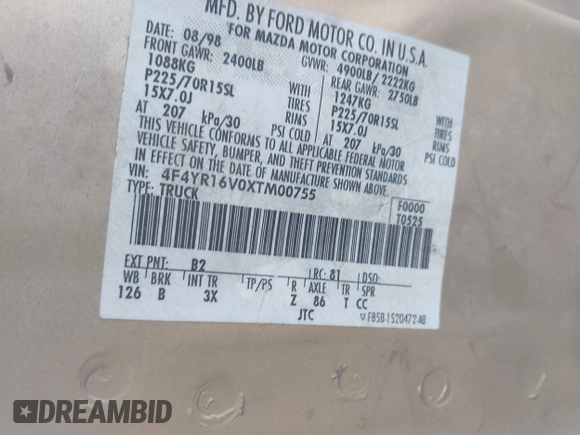 MFD. BY FORD MOTOR CO. IN U.S.A.
FOR MAZDA MOTOR CORPORATION
DATE: 08/98 GVWR: 4900LB/ 2222KG
FRONT GAWR: 2400LB REAR GAWR: 2750LB
1088KG WITH 1247KG WITH
P225/70R15SL TIRES P225/70R15SL TIRES
15X7.0J RIMS 15X7.0J RIMS
AT 207 kPa/30 PSI COLD AT 207 kPa/30 PSI COLD
THIS VEHICLE CONFORMS TO ALL APPLICABLE FEDERAL MOTOR
VEHICLE SAFETY, BUMPER, AND THEFT PREVENTION STANDARDS
IN EFFECT ON THE DATE OF MANUFACTURE SHOWN ABOVE.
VIN: 4F4YR16V0XTM00755
TYPE: TRUCK
F0000
T0525
EXT PNT: B2 RC: 81 DSO:
WB BRK INT TR TP/PS R AXLE TR
126 B 3X Z 86 T CC
JTC
▽ F85B-1520472-AB
DREAMBID